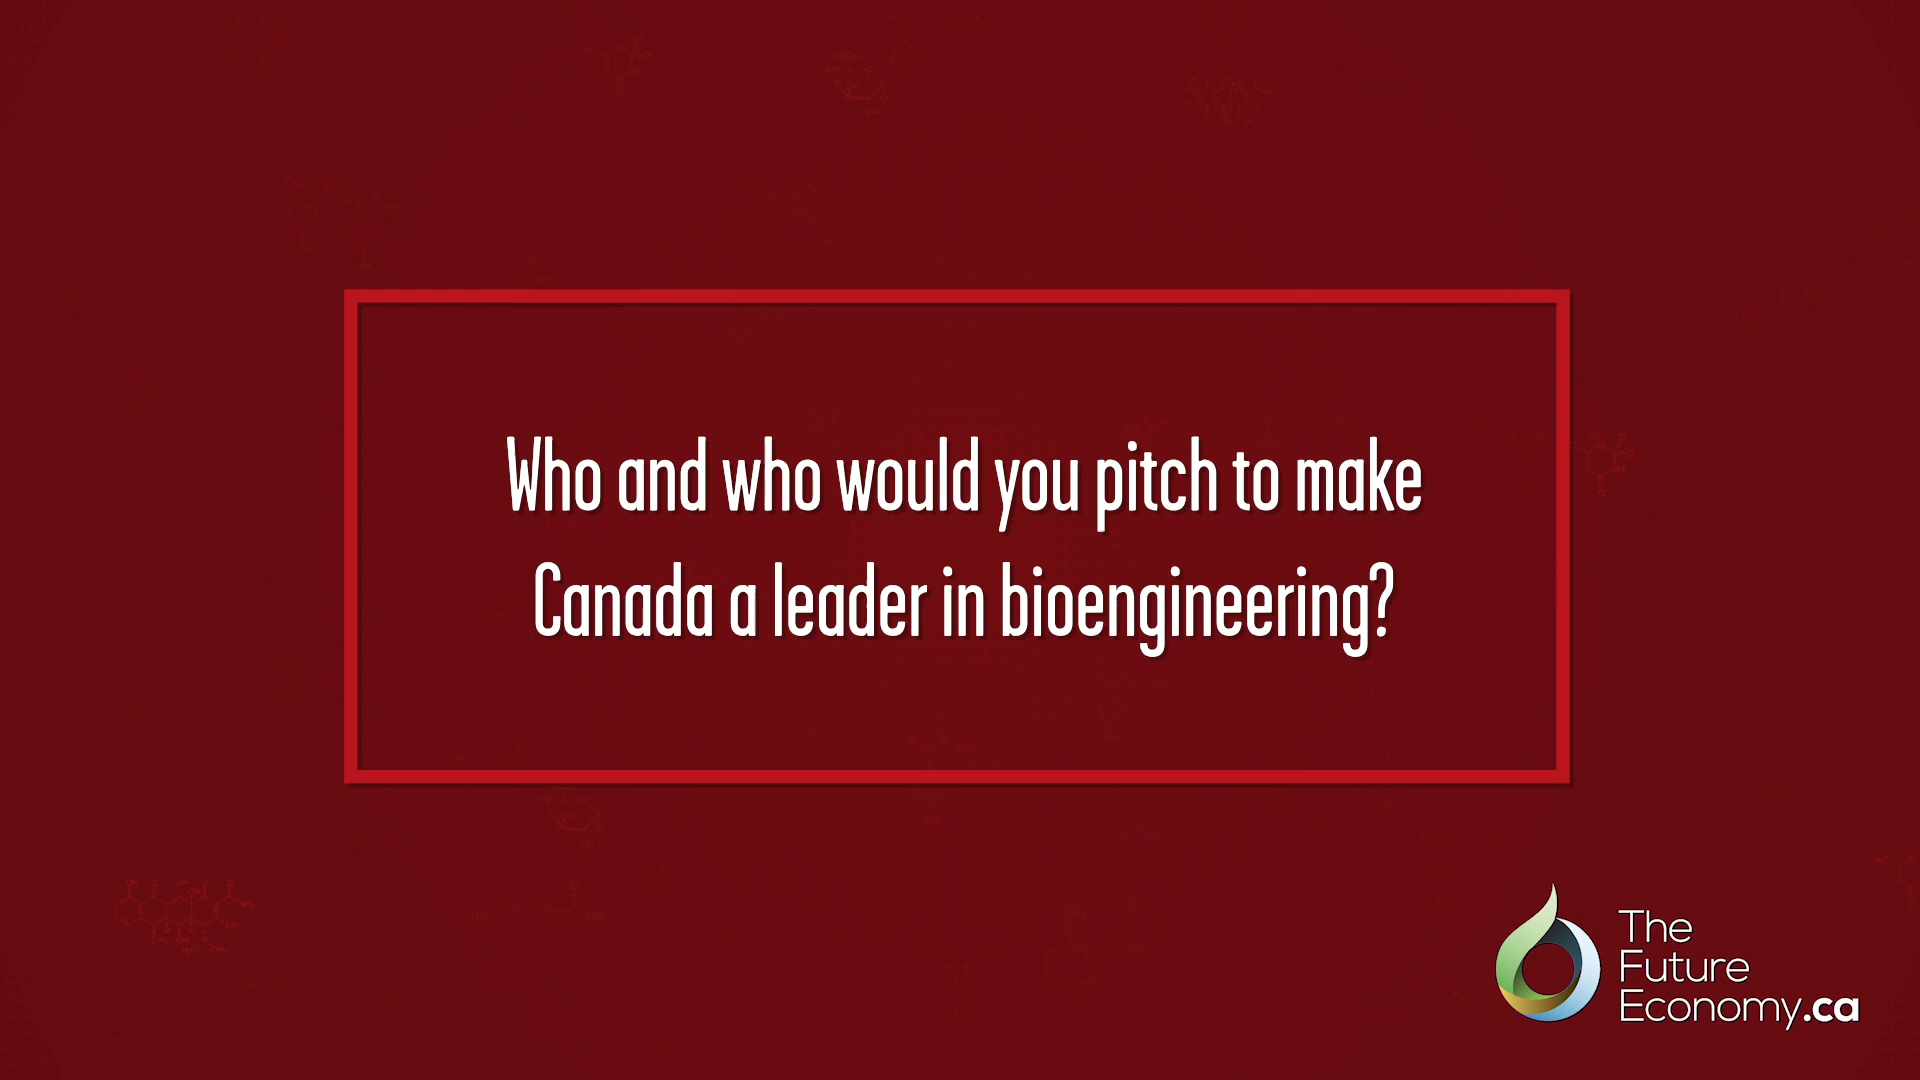 Who and who would you pitch to make
Canada a leader in bioengineering?
The
Future
Economy.ca